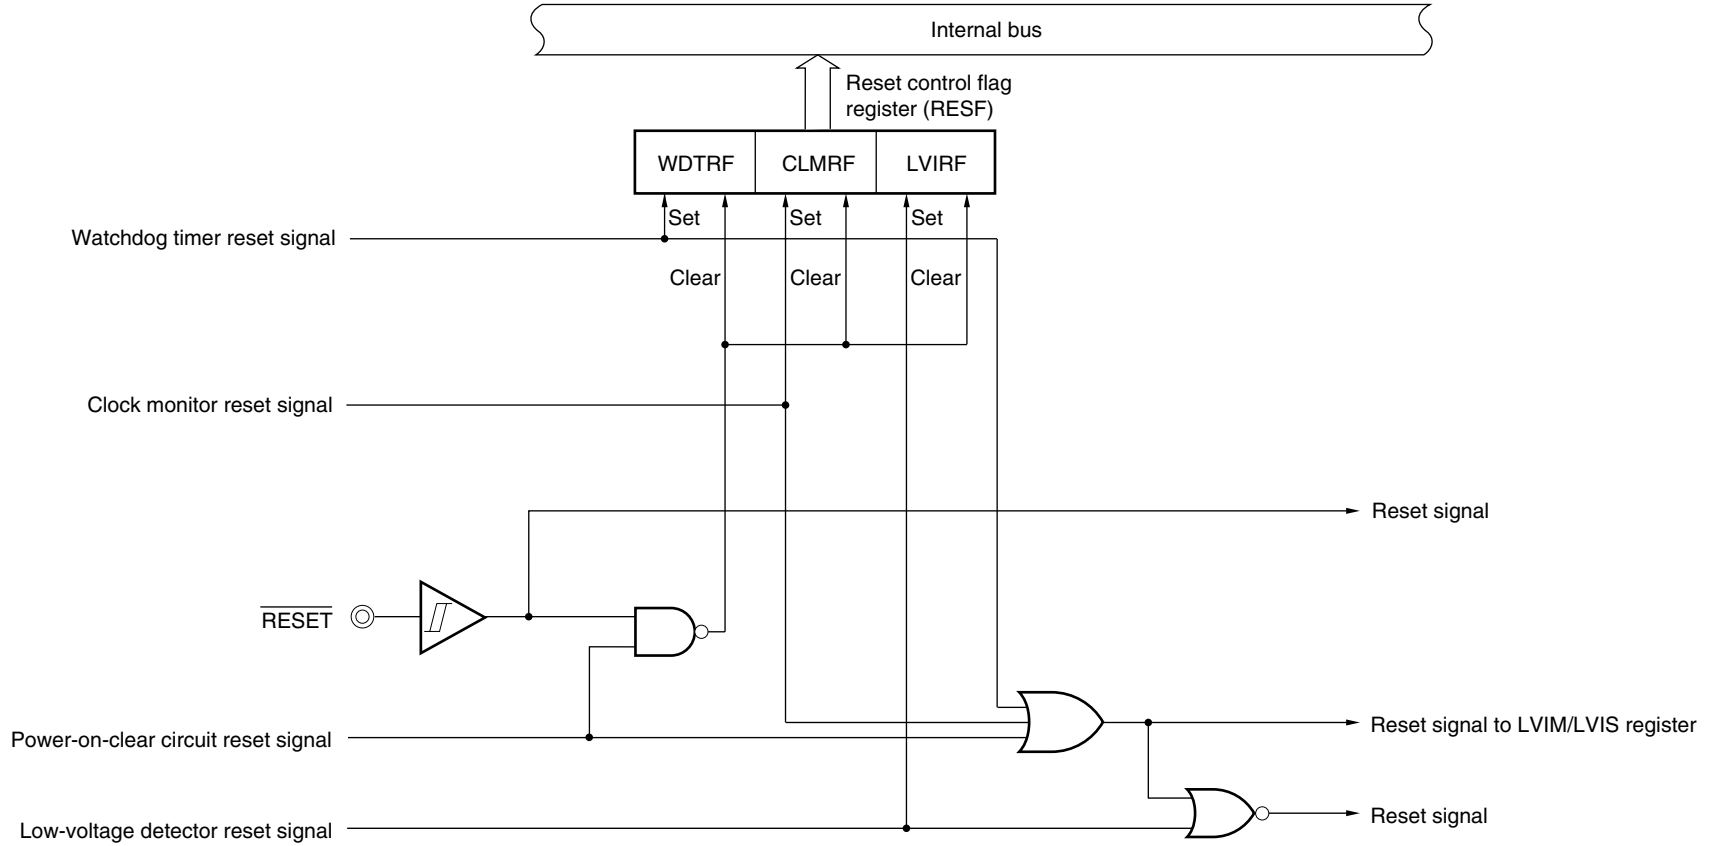 Internal bus
Reset control flag
register (RESF)
WDTRF CLMRF LVIRF
Set Set Set
Watchdog timer reset signal
Clear Clear Clear
Clock monitor reset signal
Reset signal
RESET
Power-on-clear circuit reset signal
Reset signal to LVIM/LVIS register
Low-voltage detector reset signal
Reset signal